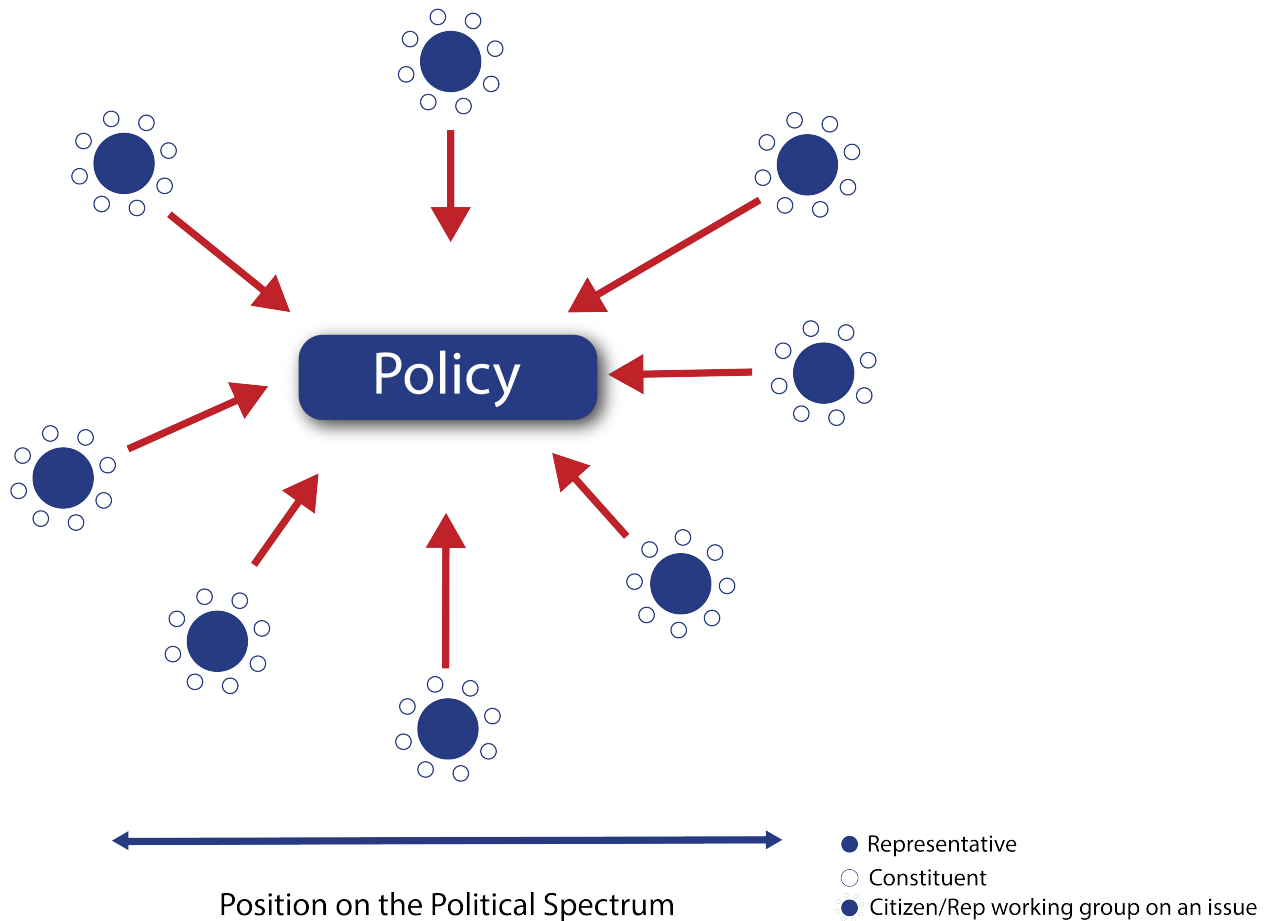 Policy
Position on the Political Spectrum
Representative
Constituent
Citizen/Rep working group on an issue